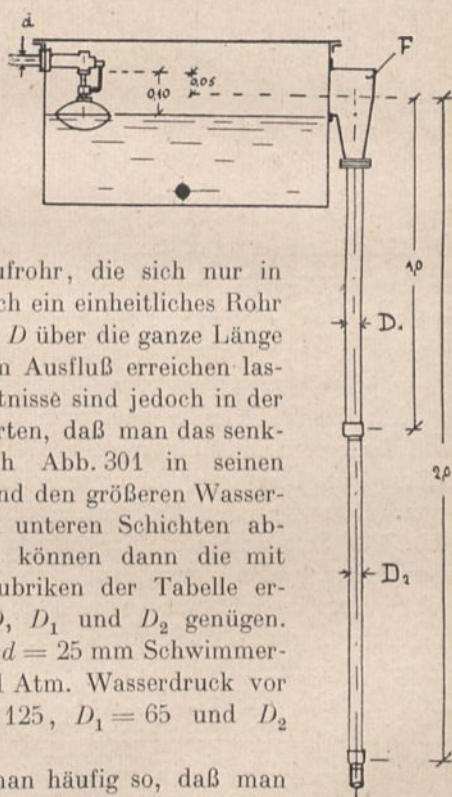 d
F
0,05
0,10
1,0
D₁
2,0
D₂
ufrohr, die sich nur in
ch ein einheitliches Rohr
D über die ganze Länge
n Ausfluß erreichen las-
tnisse sind jedoch in der
rten, daß man das senk-
h Abb. 301 in seinen
nd den größeren Wasser-
unteren Schichten ab-
können dann die mit
ubriken der Tabelle er-
D₁ und D₂ genügen.
d = 25 mm Schwimmer-
Atm. Wasserdruck vor
125, D₁ = 65 und D₂
nan häufig so, daß man